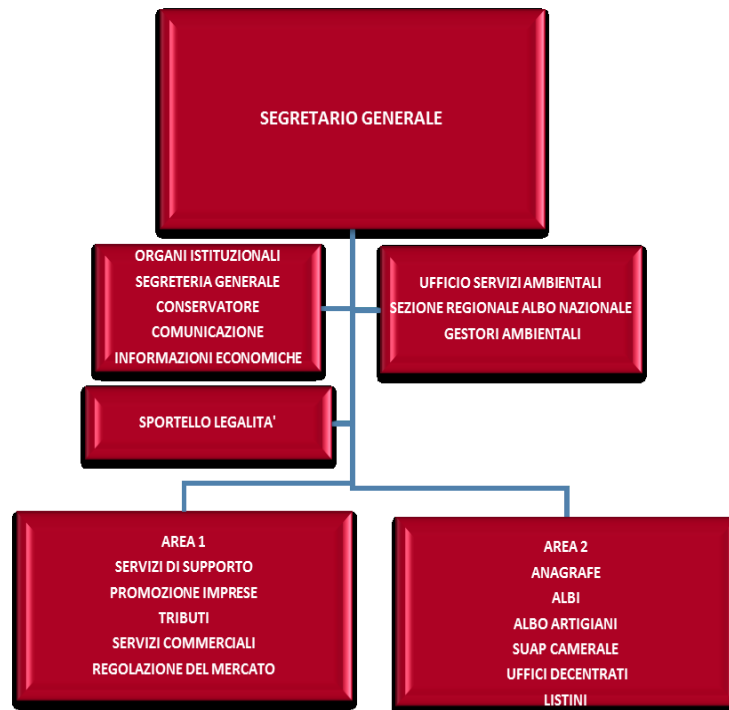 SEGRETARIO GENERALE
ORGANI ISTITUZIONALI
SEGRETERIA GENERALE
CONSERVATORE
COMUNICAZIONE
INFORMAZIONI ECONOMICHE
UFFICIO SERVIZI AMBIENTALI
SEZIONE REGIONALE ALBO NAZIONALE
GESTORI AMBIENTALI
SPORTELLO LEGALITA'
AREA 1
SERVIZI DI SUPPORTO
PROMOZIONE IMPRESE
TRIBUTI
SERVIZI COMMERCIALI
REGOLAZIONE DEL MERCATO
AREA 2
ANAGRAFE
ALBI
ALBO ARTIGIANI
SUAP CAMERALE
UFFICI DECENTRATI
LISTINI